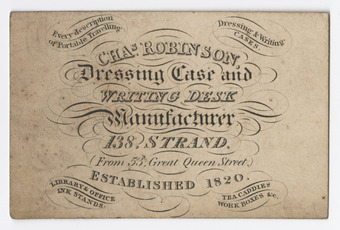 Every description
of Portable Travelling
Dressing & Writing
CASES.
CHAS. ROBINSON,
Dressing Case and
WRITING DESK
Manufacturer
138, STRAND.
(From 53, Great Queen Street,)
ESTABLISHED 1820.
LIBRARY & OFFICE
INK STANDS.
TEA CADDIES
WORK BOXES &c.